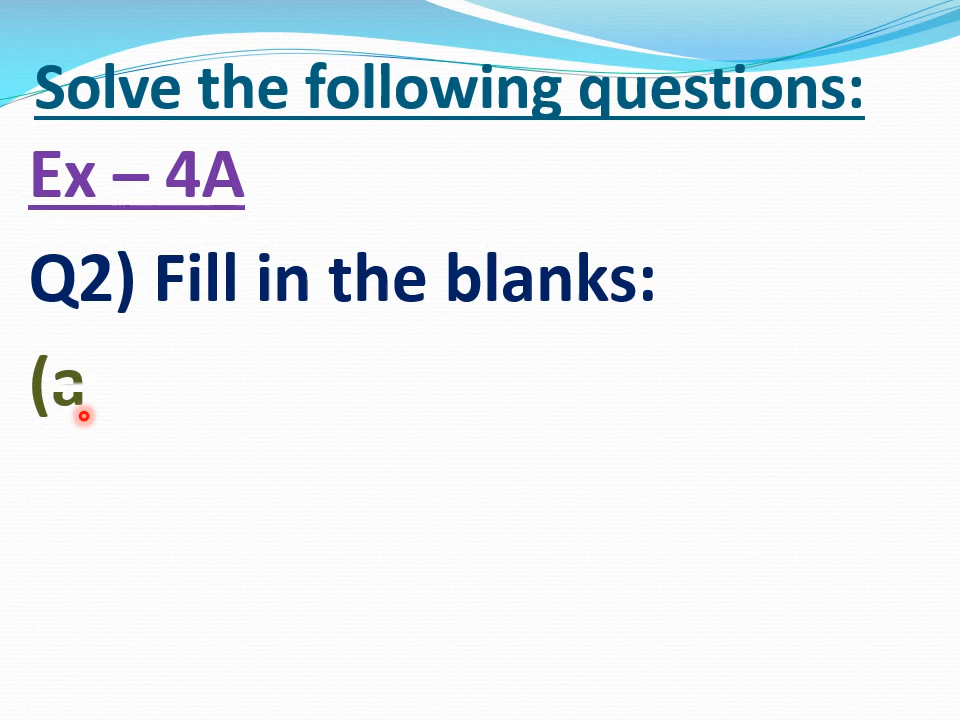 Solve the following questions:
Ex – 4A
Q2) Fill in the blanks:
(a